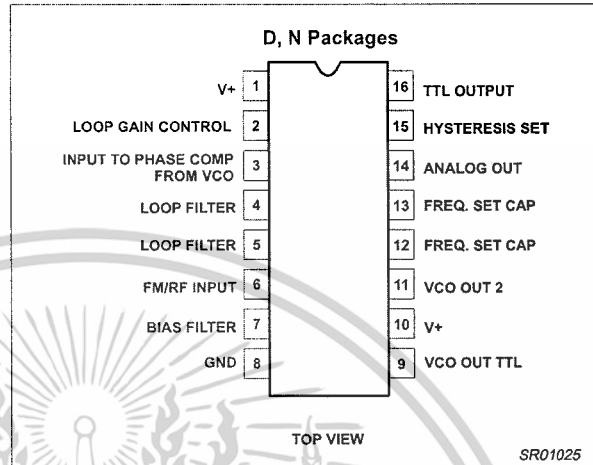 D, N Packages
V+ 1
LOOP GAIN CONTROL 2
INPUT TO PHASE COMP
FROM VCO 3
LOOP FILTER 4
LOOP FILTER 5
FM/RF INPUT 6
BIAS FILTER 7
GND 8
16 TTL OUTPUT
15 HYSTERESIS SET
14 ANALOG OUT
13 FREQ. SET CAP
12 FREQ. SET CAP
11 VCO OUT 2
10 V+
9 VCO OUT TTL
TOP VIEW
SR01025